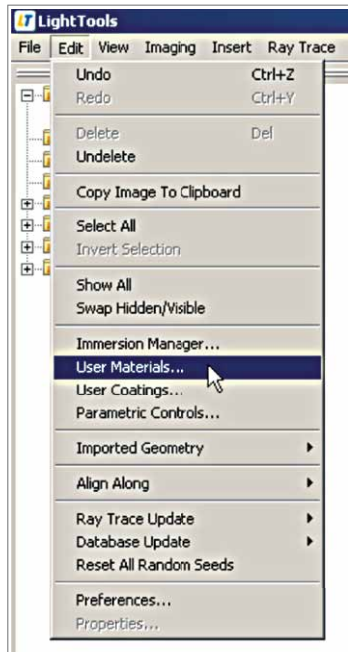 LT LightTools
File Edit View Imaging Insert Ray Trace
Undo Ctrl+Z
Redo Ctrl+Y
Delete Del
Undelete
Copy Image To Clipboard
Select All
Invert Selection
Show All
Swap Hidden/Visible
Immersion Manager...
User Materials...
User Coatings...
Parametric Controls...
Imported Geometry
Align Along
Ray Trace Update
Database Update
Reset All Random Seeds
Preferences...
Properties...